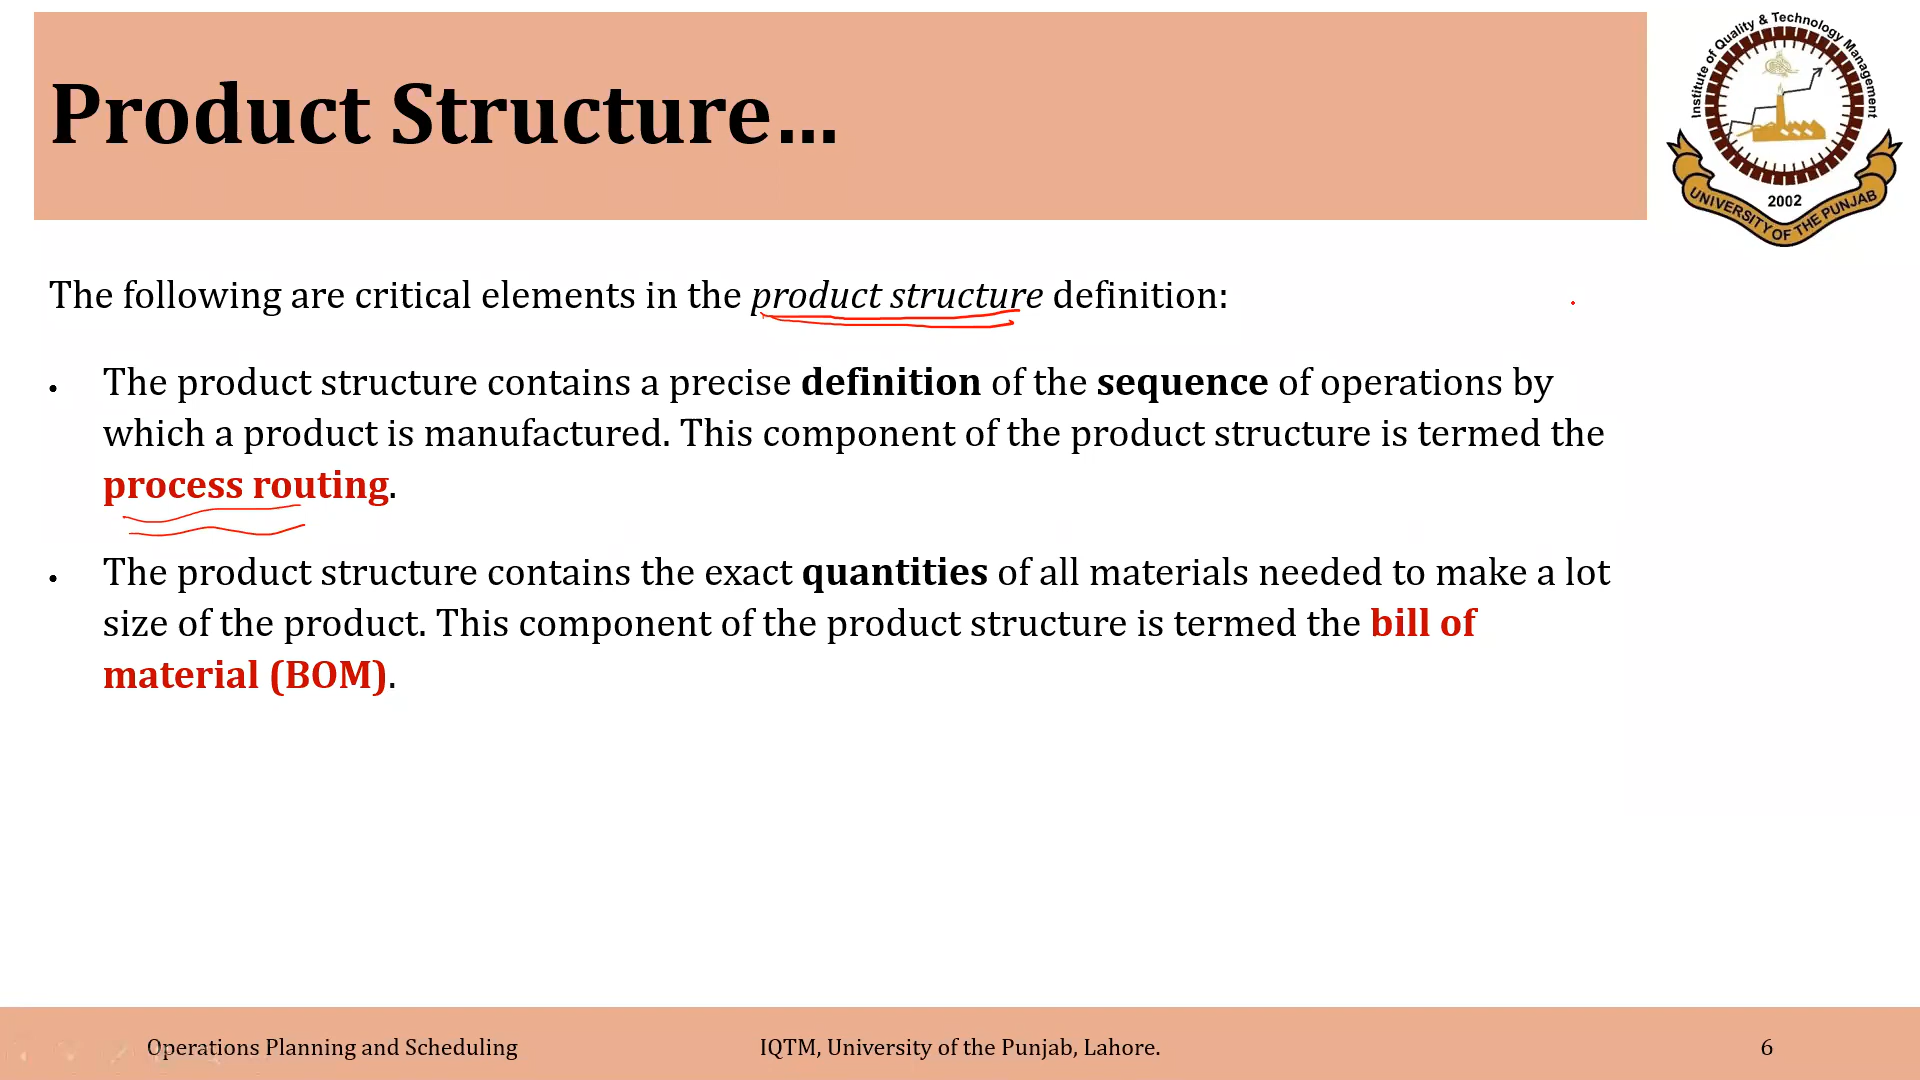 Product Structure...
Institute of Quality & Technology Management
2002
UNIVERSITY OF THE PUNJAB
The following are critical elements in the product structure definition:
• The product structure contains a precise definition of the sequence of operations by
which a product is manufactured. This component of the product structure is termed the
process routing.
• The product structure contains the exact quantities of all materials needed to make a lot
size of the product. This component of the product structure is termed the bill of
material (BOM).
Operations Planning and Scheduling
IQTM, University of the Punjab, Lahore.
6